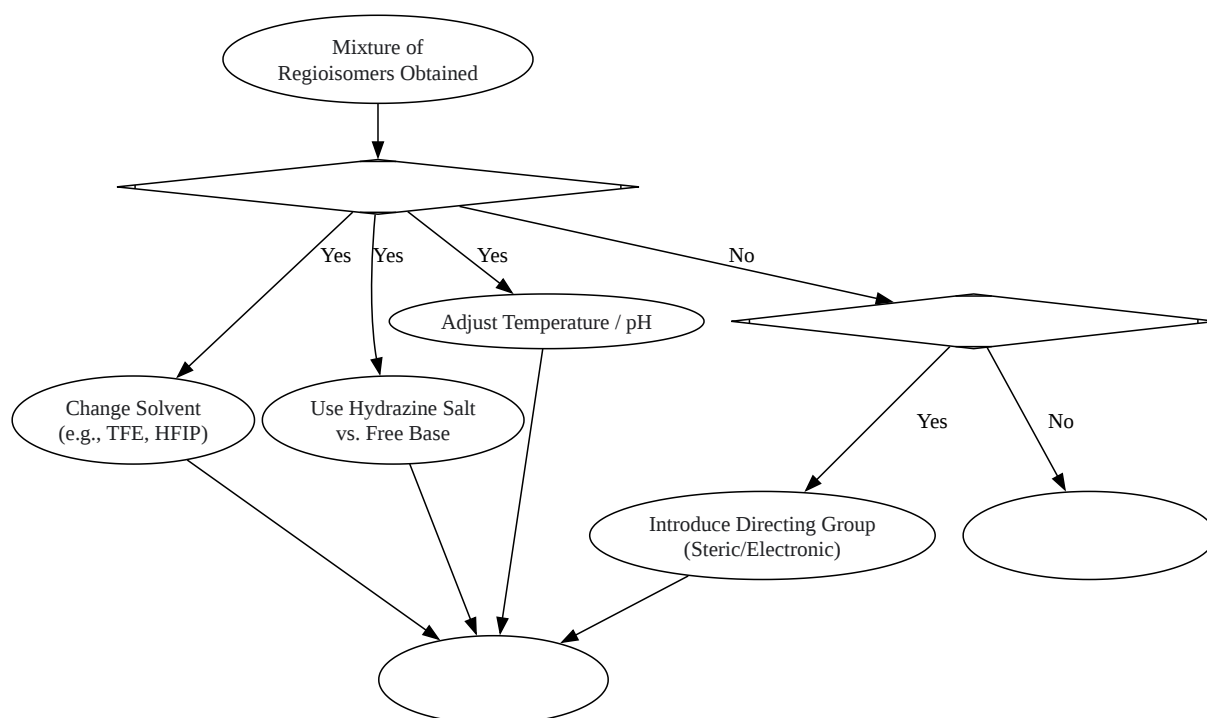 Mixture of
Regioisomers Obtained
Yes
Yes
Yes
No
Adjust Temperature / pH
Change Solvent
(e.g., TFE, HFIP)
Use Hydrazine Salt
vs. Free Base
Yes
No
Introduce Directing Group
(Steric/Electronic)